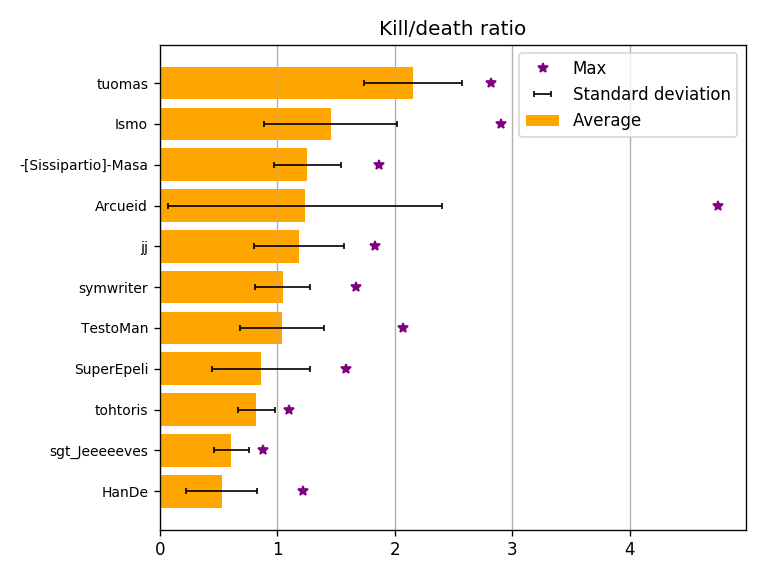 Kill/death ratio
Max
Standard deviation
Average
tuomas
Ismo
-[Sissipartio]-Masa
Arcueid
jj
symwriter
TestoMan
SuperEpeli
tohtoris
sgt_Jeeeeeves
HanDe
0 1 2 3 4